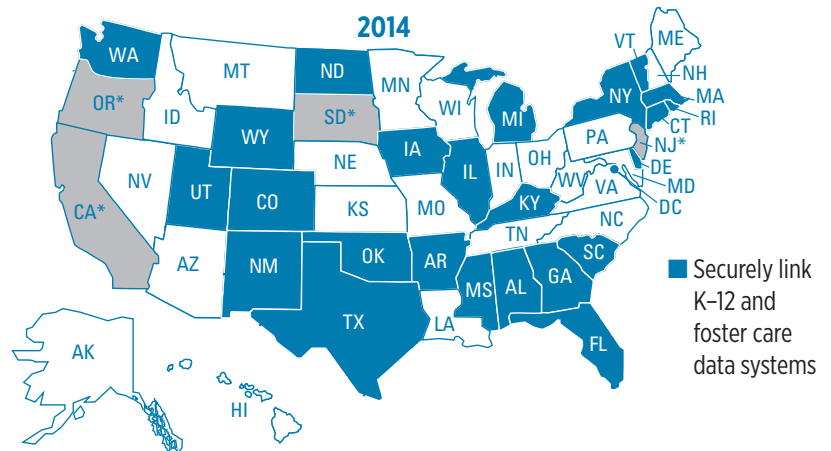 2014
WA
MT
ND
MN
VT
ME
NH
OR*
ID
WY
SD*
WI
MI
NY
MA
RI
CT
NV
UT
CO
NE
IA
IL
IN
OH
PA
NJ*
DE
MD
DC
CA*
AZ
NM
KS
MO
KY
WV
VA
NC
TN
OK
AR
SC
MS
AL
GA
TX
LA
FL
AK
HI
Securely link
K–12 and
foster care
data systems